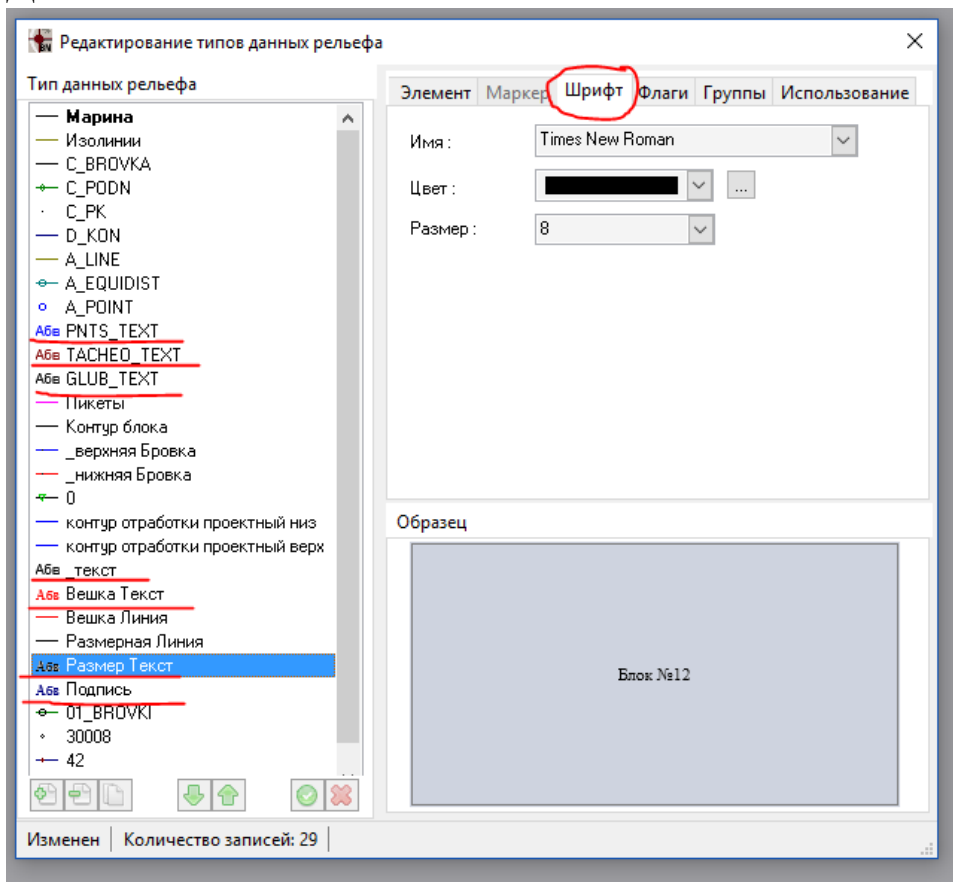 Редактирование типов данных рельефа
Тип данных рельефа
Марина
Изолинии
C_BROVKA
C_PODN
C_PK
D_KON
A_LINE
A_EQUIDIST
A_POINT
Абв PNTS_TEXT
Абв TACHEO_TEXT
Абв GLUB_TEXT
Пикеты
Контур блока
_верхняя Бровка
_нижняя Бровка
0
контур отработки проектный низ
контур отработки проектный верх
Абв _текст
Абв Вешка Текст
Вешка Линия
Размерная Линия
Абв Размер Текст
Абв Подпись
01_BROVKI
30008
42
Элемент Маркер Шрифт Флаги Группы Использование
Имя : Times New Roman
Цвет : ...
Размер : 8
Образец
Блок №12
Изменен Количество записей: 29